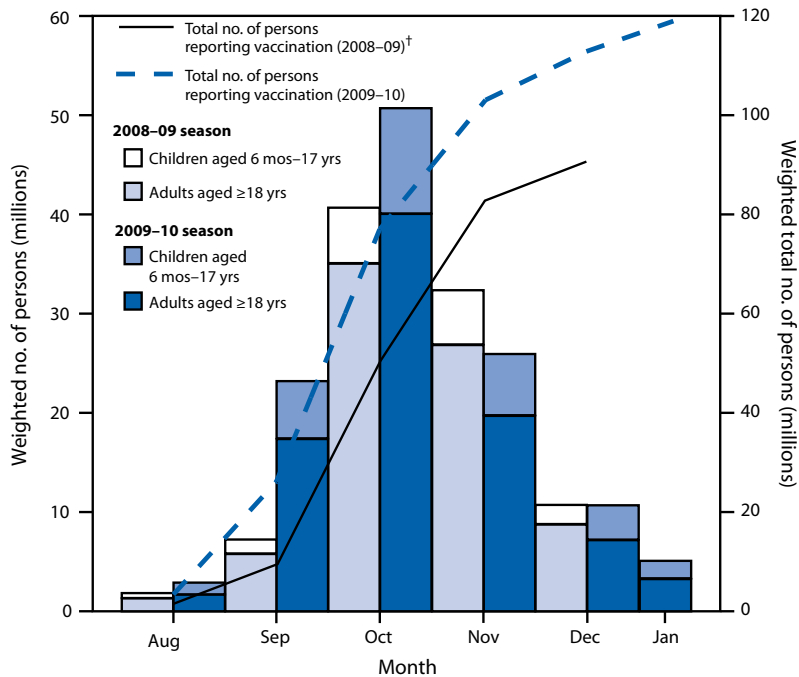 Total no. of persons
reporting vaccination (2008–09)†
Total no. of persons
reporting vaccination (2009–10)
2008–09 season
Children aged 6 mos–17 yrs
Adults aged ≥18 yrs
2009–10 season
Children aged
6 mos–17 yrs
Adults aged ≥18 yrs
Weighted no. of persons (millions)
60
50
40
30
20
10
0
120
100
80
60
40
20
0
Weighted total no. of persons (millions)
Aug
Sep
Oct
Nov
Dec
Jan
Month